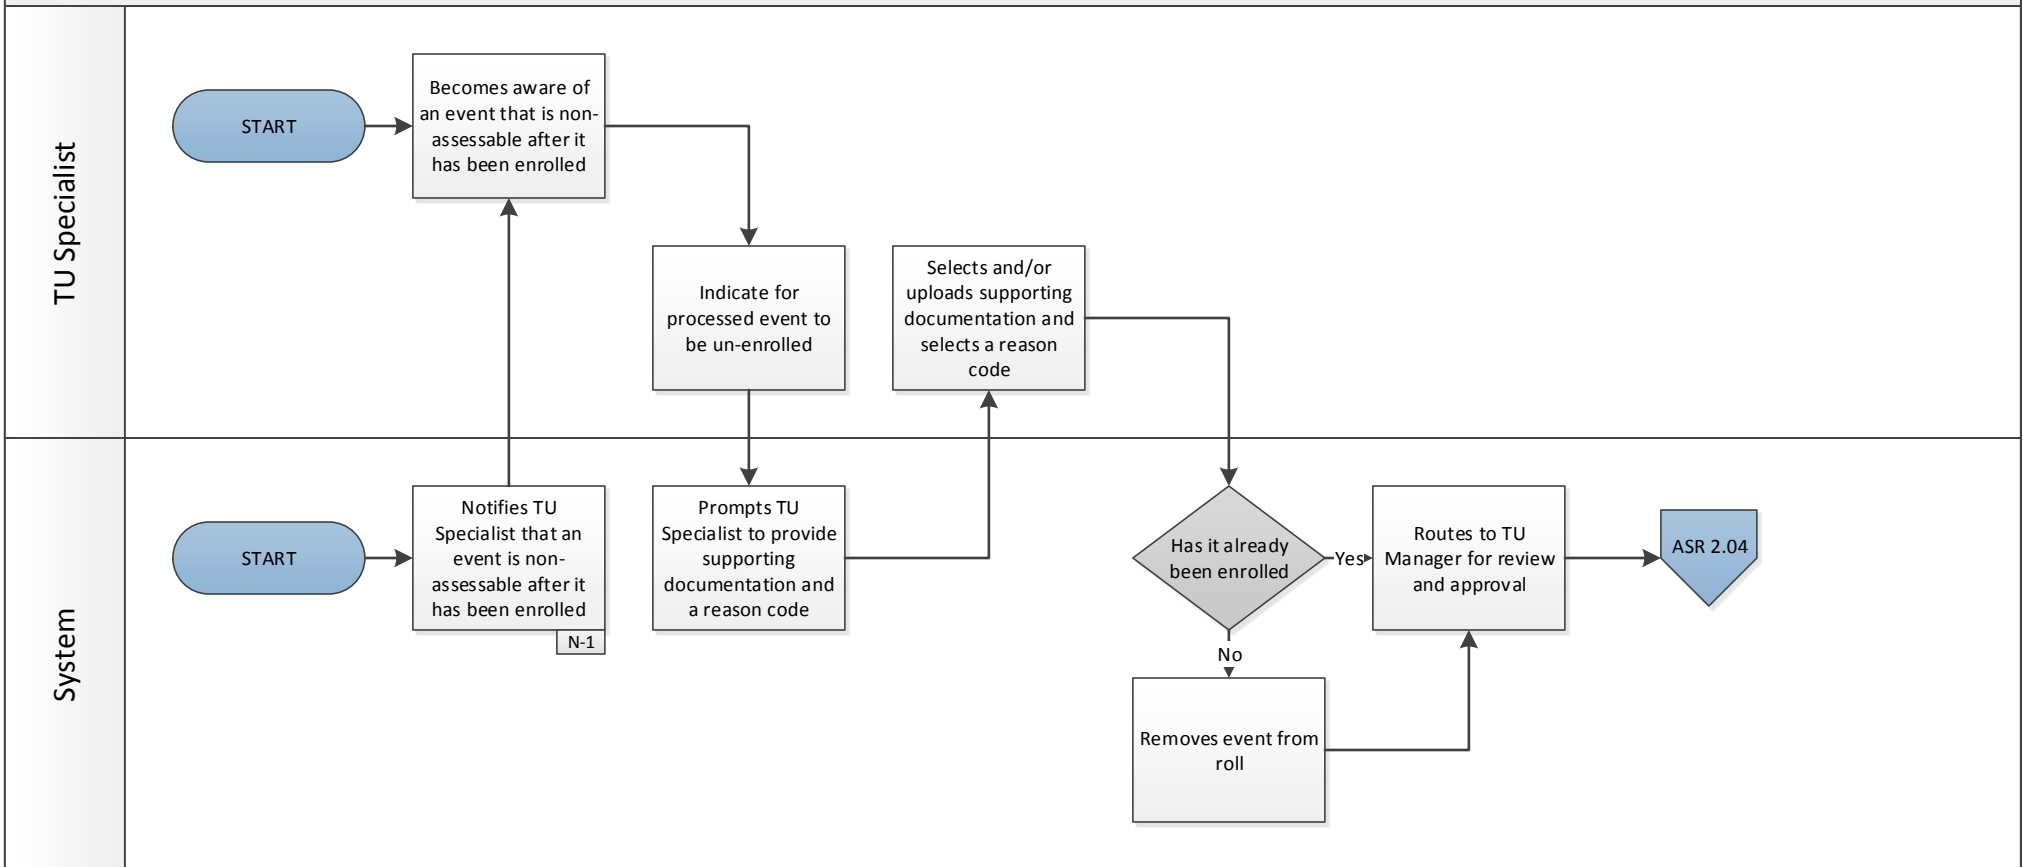 TU Specialist
START
Becomes aware of
an event that is non-
assessable after it
has been enrolled
Indicate for
processed event to
be un-enrolled
Selects and/or
uploads supporting
documentation and
selects a reason
code
System
START
Notifies TU
Specialist that an
event is non-
assessable after it
has been enrolled
N-1
Prompts TU
Specialist to provide
supporting
documentation and
a reason code
Has it already
been enrolled
Yes
Routes to TU
Manager for review
and approval
ASR 2.04
No
Removes event from
roll